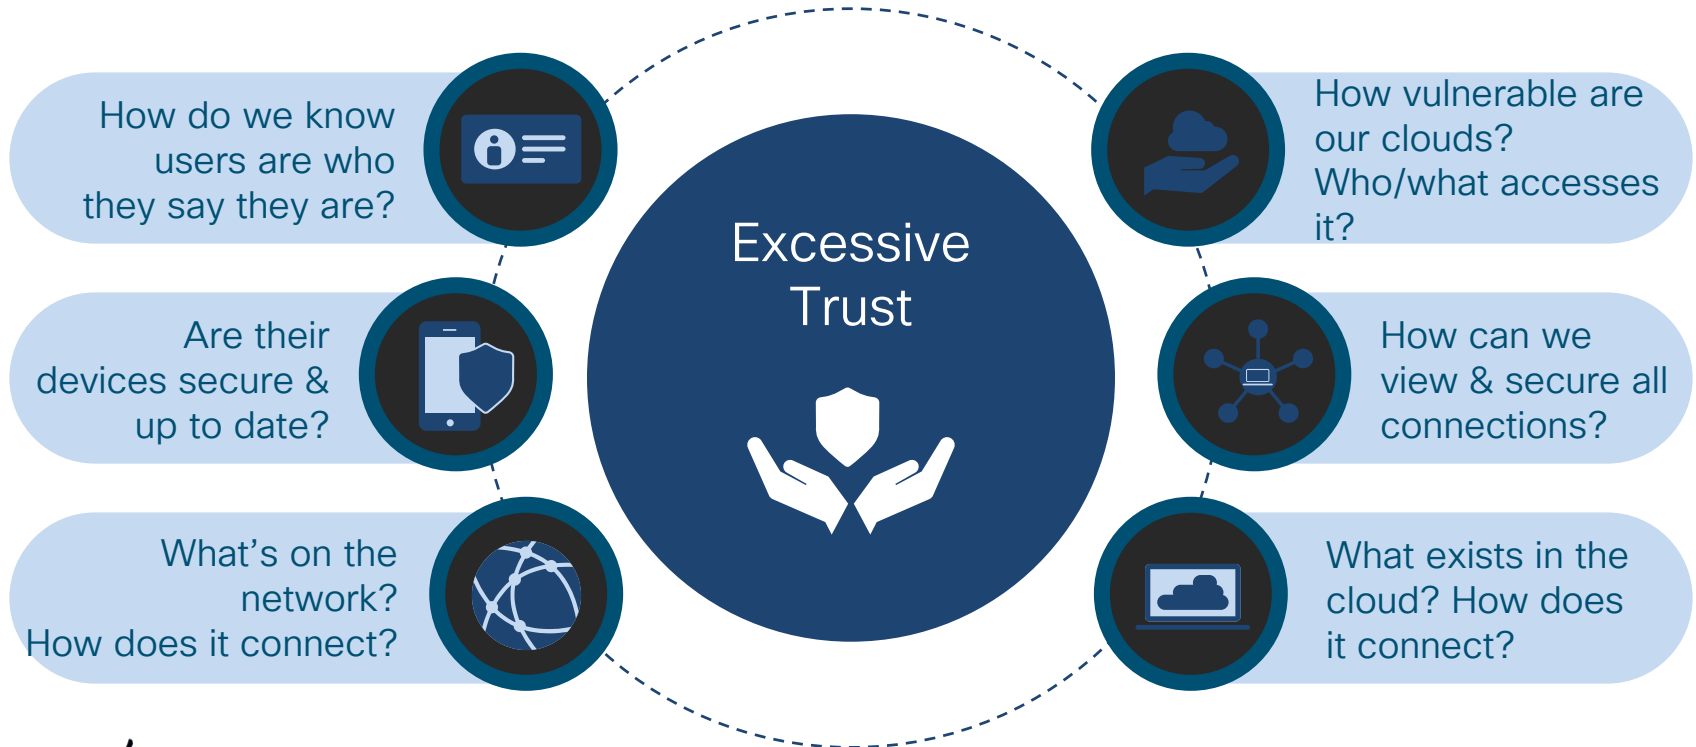 How do we know
users are who
they say they are?
Are their
devices secure &
up to date?
What’s on the
network?
How does it connect?
Excessive
Trust
How vulnerable are
our clouds?
Who/what accesses
it?
How can we
view & secure all
connections?
What exists in the
cloud? How does
it connect?